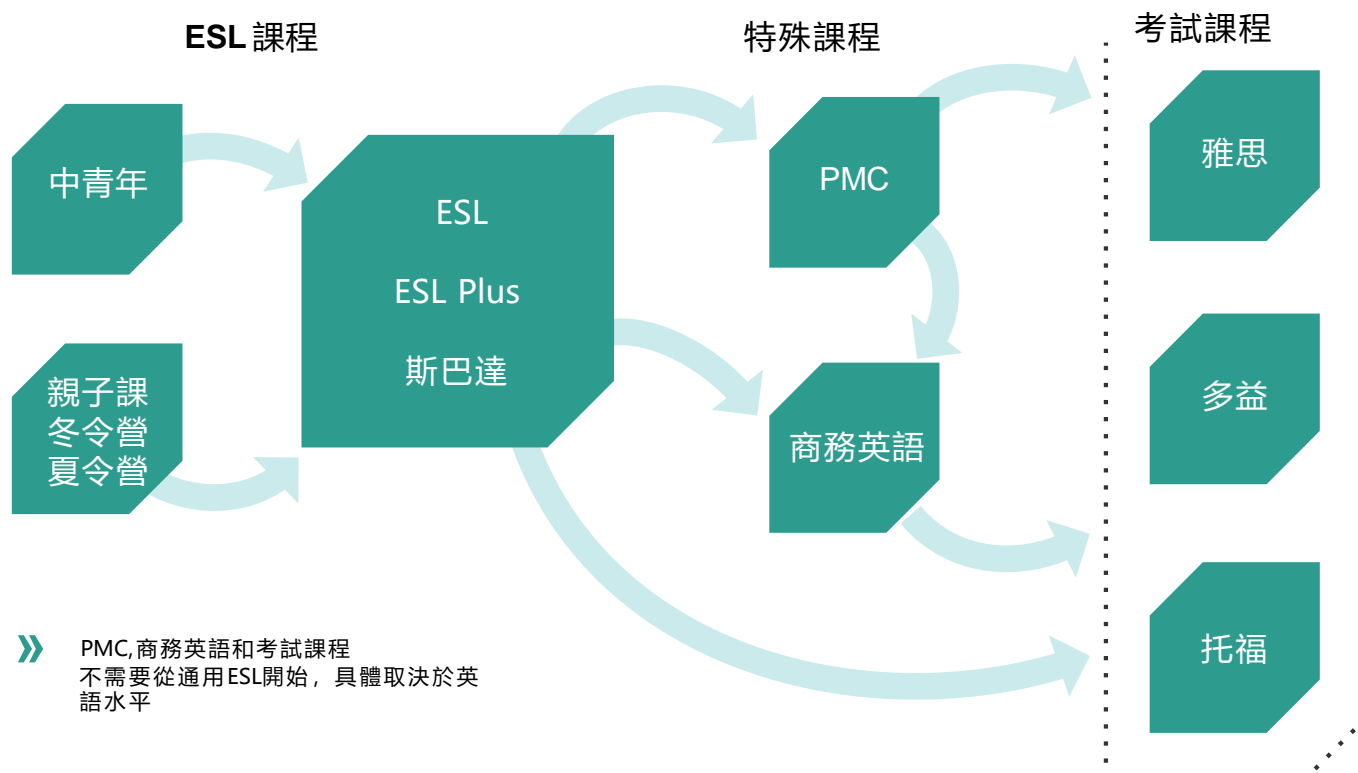 ESL 課程
特殊課程
考試課程
中青年
親子課
冬令營
夏令營
ESL
ESL Plus
斯巴達
PMC
商務英語
雅思
多益
托福
PMC,商務英語和考試課程
不需要從通用ESL開始，具體取決於英
語水平